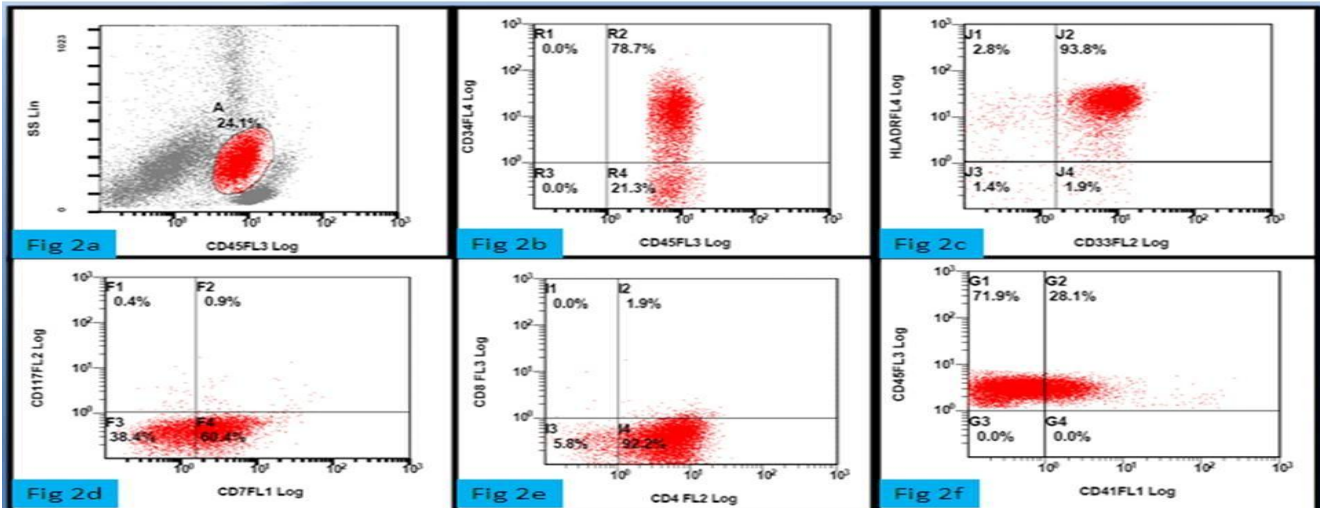 1023
SS Lin
0
A
24.1%
10⁰ 10¹ 10² 10³
CD45FL3 Log
Fig 2a
10³
10²
10¹
10⁰
CD34FL4 Log
R1
0.0%
R2
78.7%
R3
0.0%
R4
21.3%
10⁰ 10¹ 10² 10³
CD45FL3 Log
Fig 2b
10³
10²
10¹
10⁰
HLADRFL4 Log
J1
2.8%
J2
93.8%
J3
1.4%
J4
1.9%
10⁰ 10¹ 10² 10³
CD33FL2 Log
Fig 2c
10³
10²
10¹
10⁰
CD117FL2 Log
F1
0.4%
F2
0.9%
F3
38.4%
F4
60.4%
10⁰ 10¹ 10² 10³
CD7FL1 Log
Fig 2d
10³
10²
10¹
10⁰
CD8 FL3 Log
I1
0.0%
I2
1.9%
I3
5.8%
I4
92.2%
10⁰ 10¹ 10² 10³
CD4 FL2 Log
Fig 2e
10³
10²
10¹
10⁰
CD45FL3 Log
G1
71.9%
G2
28.1%
G3
0.0%
G4
0.0%
10⁰ 10¹ 10² 10³
CD41FL1 Log
Fig 2f